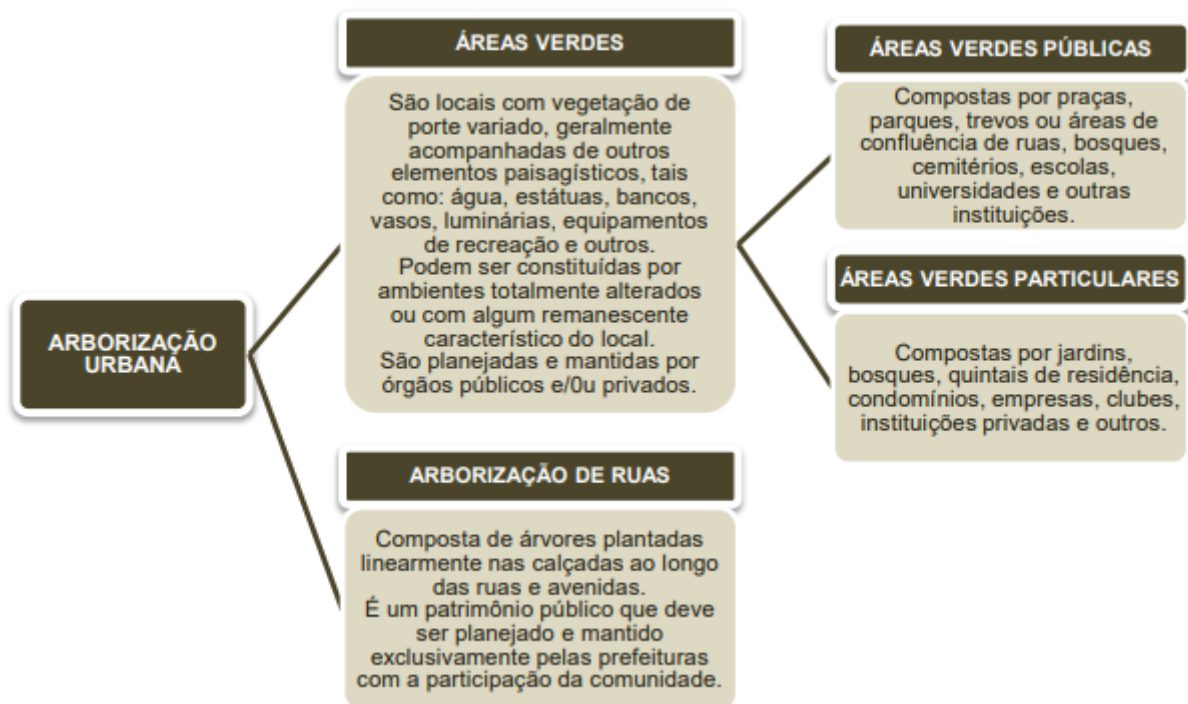 ARBORIZAÇÃO
URBANA
ÁREAS VERDES
São locais com vegetação de
porte variado, geralmente
acompanhadas de outros
elementos paisagísticos, tais
como: água, estátuas, bancos,
vasos, luminárias, equipamentos
de recreação e outros.
Podem ser constituídas por
ambientes totalmente alterados
ou com algum remanescente
característico do local.
São planejadas e mantidas por
órgãos públicos e/0u privados.
ARBORIZAÇÃO DE RUAS
Composta de árvores plantadas
linearmente nas calçadas ao longo
das ruas e avenidas.
É um patrimônio público que deve
ser planejado e mantido
exclusivamente pelas prefeituras
com a participação da comunidade.
ÁREAS VERDES PÚBLICAS
Compostas por praças,
parques, trevos ou áreas de
confluência de ruas, bosques,
cemitérios, escolas,
universidades e outras
instituições.
ÁREAS VERDES PARTICULARES
Compostas por jardins,
bosques, quintais de residência,
condomínios, empresas, clubes,
instituições privadas e outros.